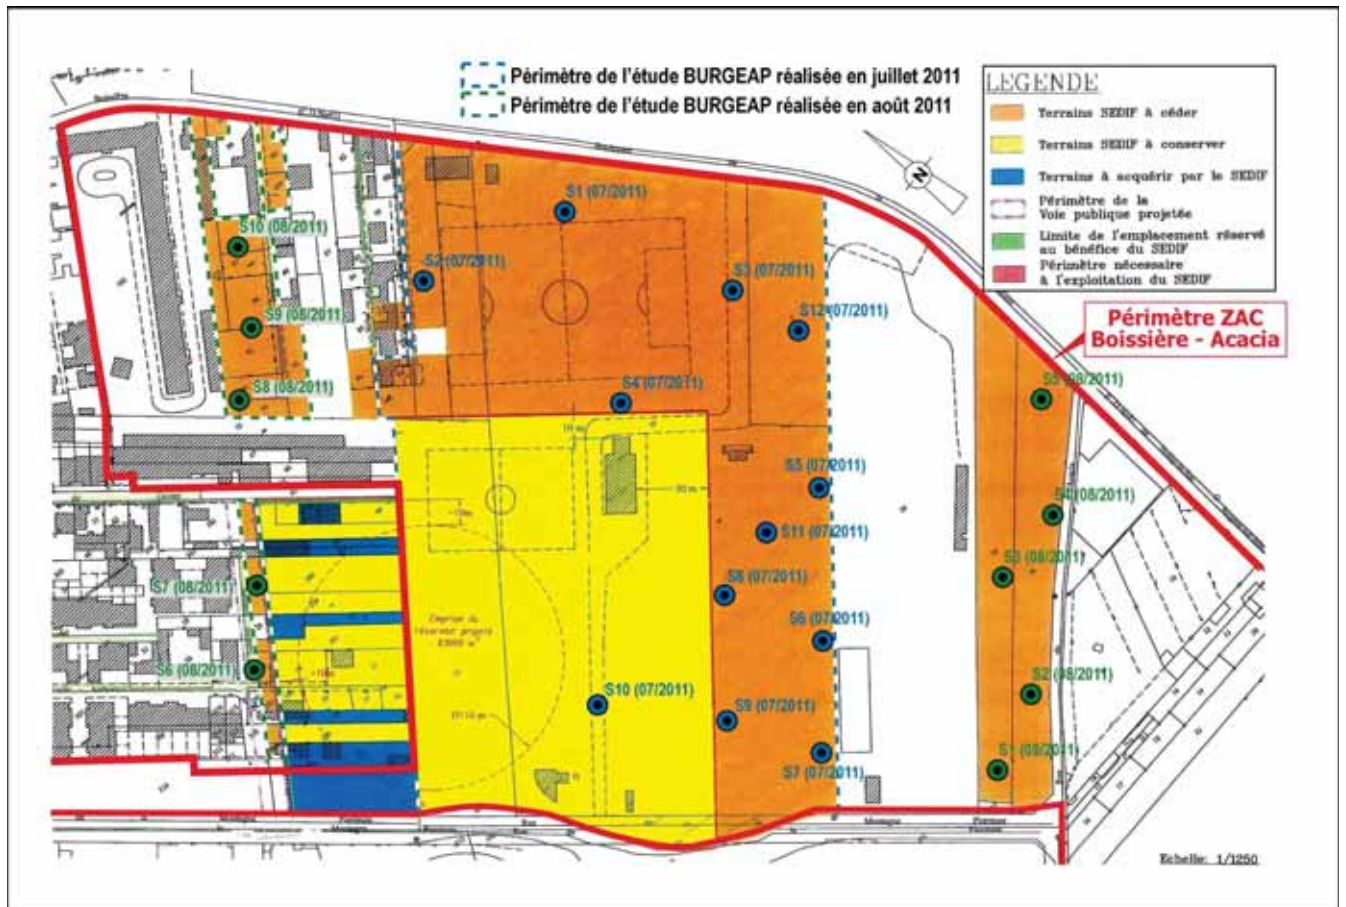 Périmètre de l'étude BURGEAP réalisée en juillet 2011
Périmètre de l'étude BURGEAP réalisée en août 2011
LEGENDE
Terrains SEDIF à céder
Terrains SEDIF à conserver
Terrains à acquérir par le SEDIF
Périmètre de la
Voie publique projetée
Limite de l'emplacement réservé
au bénéfice du SEDIF
Périmètre nécessaire
à l'exploitation du SEDIF
N
Périmètre ZAC
Boissière - Acacia
S1 (07/2011)
S10 (08/2011)
S2 (07/2011)
S3 (07/2011)
S12 (07/2011)
S9 (08/2011)
S8 (08/2011)
S4 (07/2011)
S5 (08/2011)
S5 (07/2011)
S4 (08/2011)
S11 (07/2011)
S3 (08/2011)
S7 (08/2011)
S8 (07/2011)
S6 (07/2011)
Emprise du
réservoir projeté
S6 (08/2011)
S2 (08/2011)
S10 (07/2011)
S9 (07/2011)
S7 (07/2011)
S1 (08/2011)
Rue
Echelle: 1/1250